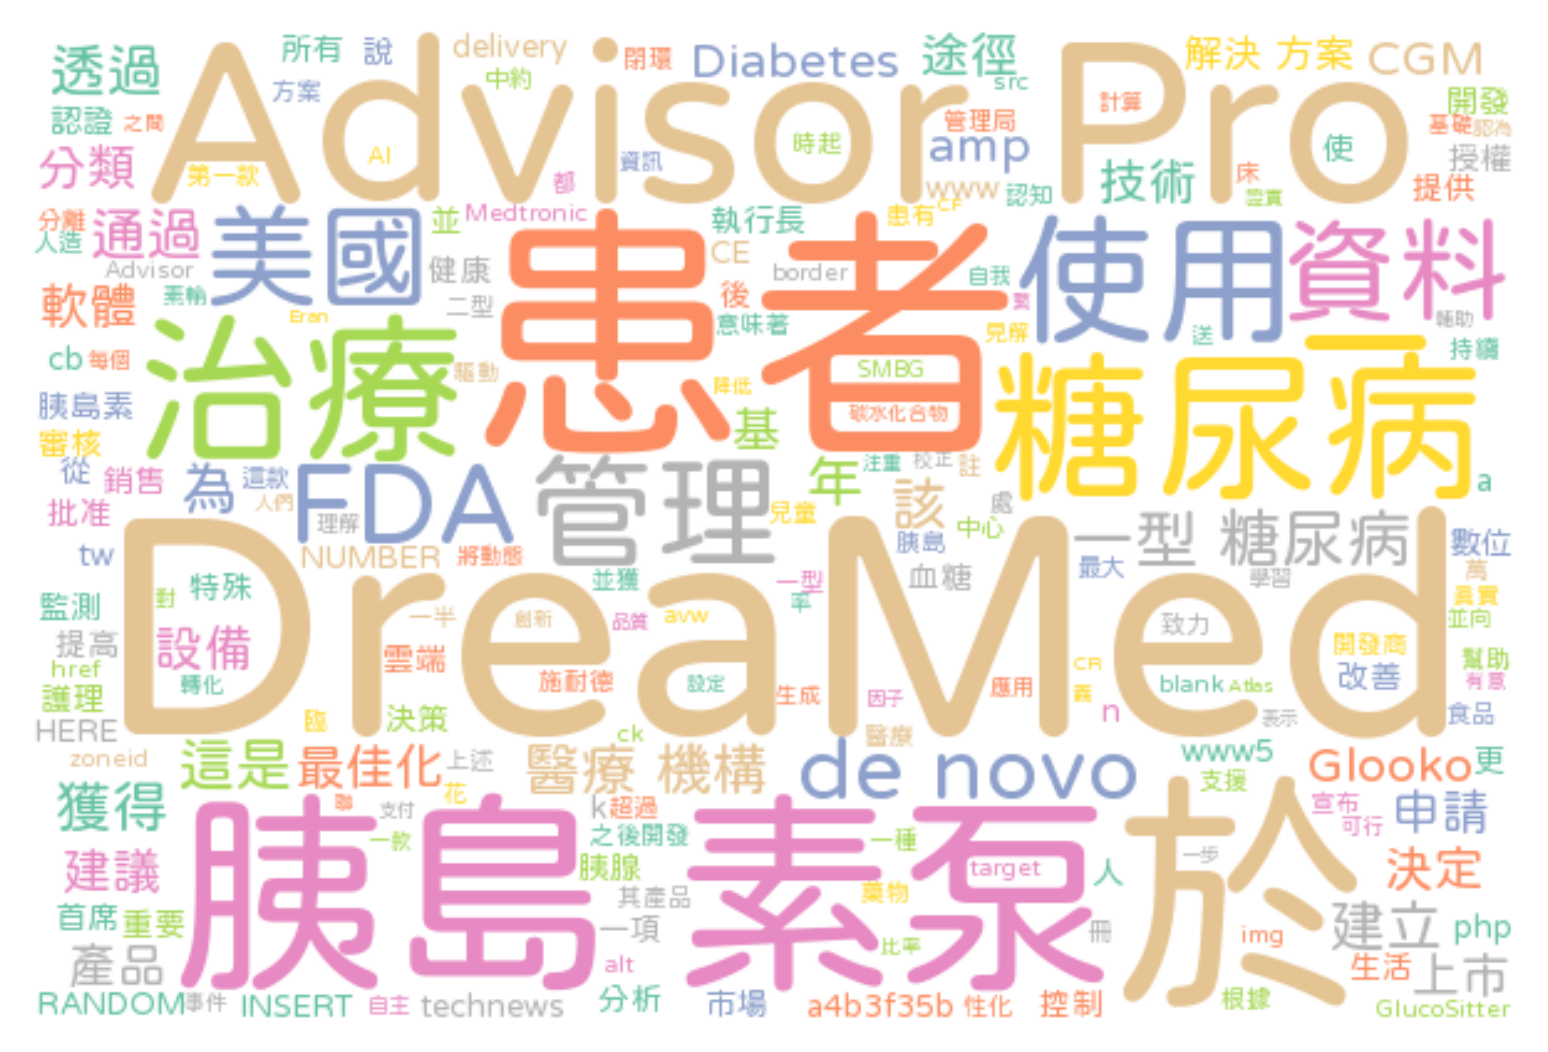 透過
所有
說
delivery
閉環
Diabetes
途徑
解決 方案
CGM
方案
中約
src
Advisor Pro
計算
開發
認證
之間
管理局
基礎
認為
分類
第一款
AI
資訊
都
時起
amp
www
認知
技術
床
證實
使
授權
提供
分離
人造
通過
美國
並
Medtronic
執行長
患有
CF
使用
資料
Advisor
健康
CE
border
自我
患者
軟體
素輸
Eran
二型
後
意味著
繁
見解
送
輔助
持續
cb
每個
治療
驅動
降低
SMBG
碳水化合物
糖尿病
胰島素
審核
基
從
銷售
為
這款
人們
FDA
理解
管理
年
注重
校正
註
該
處
a
批准
兒童
中心
tw
NUMBER
將動態
胰島
一型 糖尿病
數位
DreaMed
並獲
一型
率
血糖
最大
學習
萬
真實
監測
對
特殊
一半
創新
品質
avw
致力
並向
提高
設備
雲端
開發商
幫助
href
轉化
施耐德
設定
生成
因子
應用
CR
義
blank
Atlas
改善
有意
護理
HERE
臨
決策
ck
醫療
n
表示
食品
zoneid
這是
最佳化
上述
醫療 機構
de novo
www5
支援
Glooko
更
獲得
聯
支付
花
k
超過
宣布
可行
申請
一款
之後開發
一種
一步
建議
胰島
素泵
於
胰腺
target
人
決定
其產品
藥物
首席
重要
一項
比率
冊
img
建立
php
產品
alt
生活
上市
RANDOM
事件
INSERT
自主
technews
分析
市場
a4b3f35b
性化
控制
根據
GlucoSitter